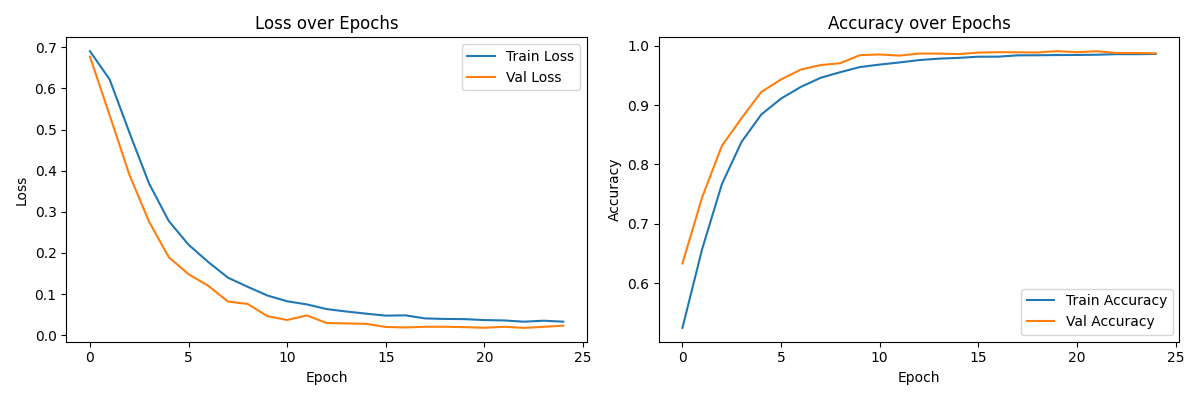 Loss over Epochs
0.7
0.6
0.5
0.4
0.3
0.2
0.1
0.0
Loss
0 5 10 15 20 25
Epoch
Train Loss
Val Loss
Accuracy over Epochs
1.0
0.9
0.8
0.7
0.6
Accuracy
0 5 10 15 20 25
Epoch
Train Accuracy
Val Accuracy